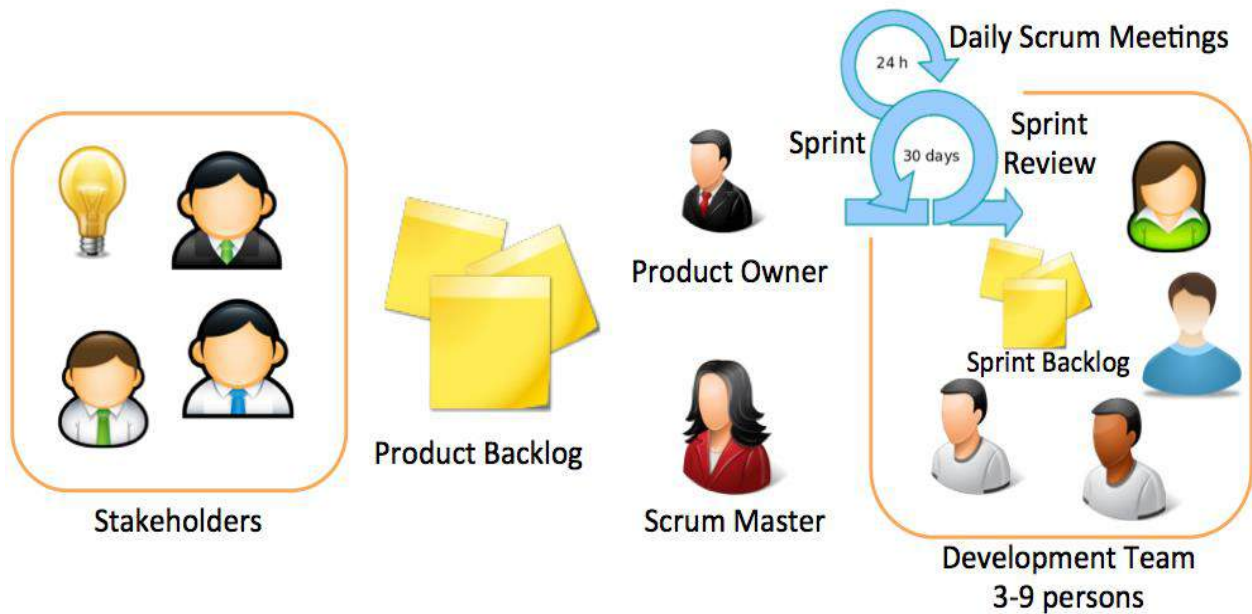 Daily Scrum Meetings
24 h
Sprint
30 days
Sprint
Review
Product Owner
Sprint Backlog
Product Backlog
Stakeholders
Scrum Master
Development Team
3-9 persons